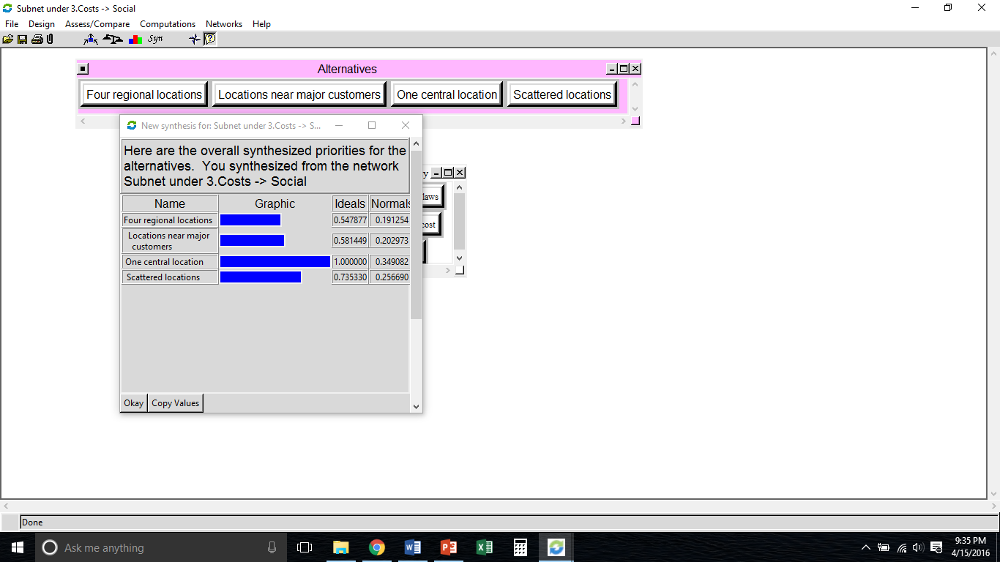 Subnet under 3.Costs -> Social
File Design Assess/Compare Computations Networks Help
Syn
Alternatives
Four regional locations Locations near major customers One central location Scattered locations
New synthesis for: Subnet under 3.Costs -> S...
Here are the overall synthesized priorities for the
alternatives. You synthesized from the network
Subnet under 3.Costs -> Social
Name Graphic Ideals Normals
Four regional locations 0.547877 0.191254
Locations near major
customers 0.581449 0.202973
One central location 1.000000 0.349082
Scattered locations 0.735330 0.256690
y
laws
cost
Okay Copy Values
Done
Ask me anything
9:35 PM
4/15/2016